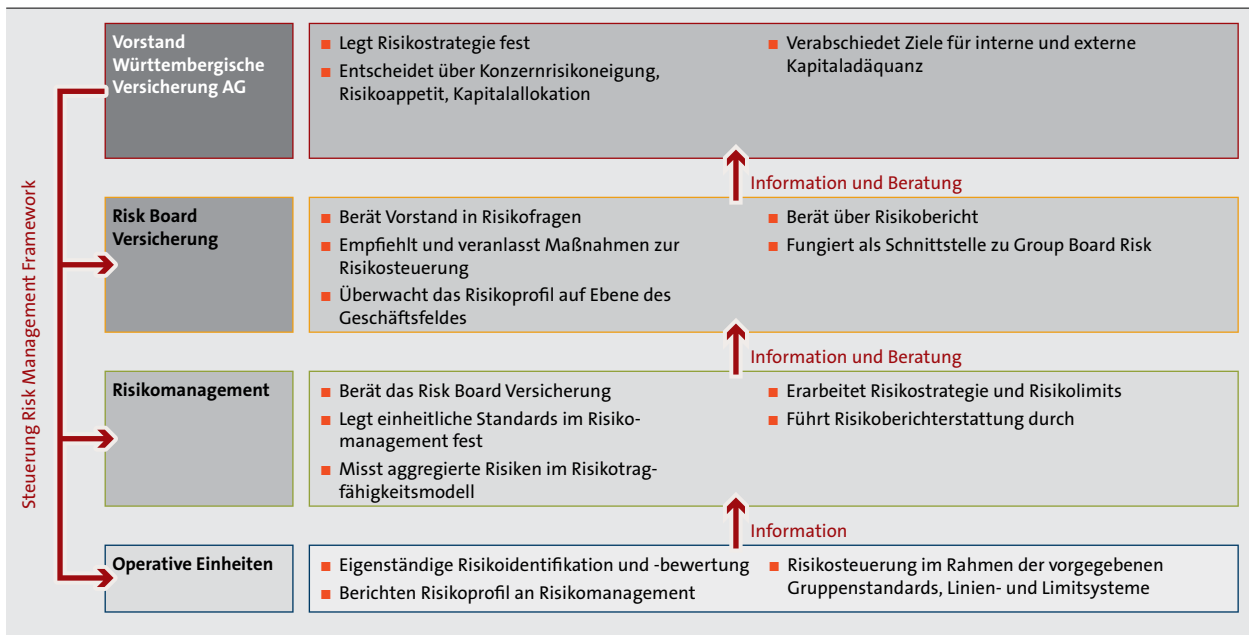 Steuerung Risk Management Framework
Vorstand
Württembergische
Versicherung AG
Legt Risikostrategie fest
Entscheidet über Konzernrisikoneigung,
Risikoappetit, Kapitalallokation
Verabschiedet Ziele für interne und externe
Kapitaladäquanz
Information und Beratung
Risk Board
Versicherung
Berät Vorstand in Risikofragen
Empfiehlt und veranlasst Maßnahmen zur
Risikosteuerung
Überwacht das Risikoprofil auf Ebene des
Geschäftsfeldes
Berät über Risikobericht
Fungiert als Schnittstelle zu Group Board Risk
Information und Beratung
Risikomanagement
Berät das Risk Board Versicherung
Legt einheitliche Standards im Risiko-
management fest
Misst aggregierte Risiken im Risikotrag-
fähigkeitsmodell
Erarbeitet Risikostrategie und Risikolimits
Führt Risikoberichterstattung durch
Information
Operative Einheiten
Eigenständige Risikoidentifikation und -bewertung
Berichten Risikoprofil an Risikomanagement
Risikosteuerung im Rahmen der vorgegebenen
Gruppenstandards, Linien- und Limitsysteme